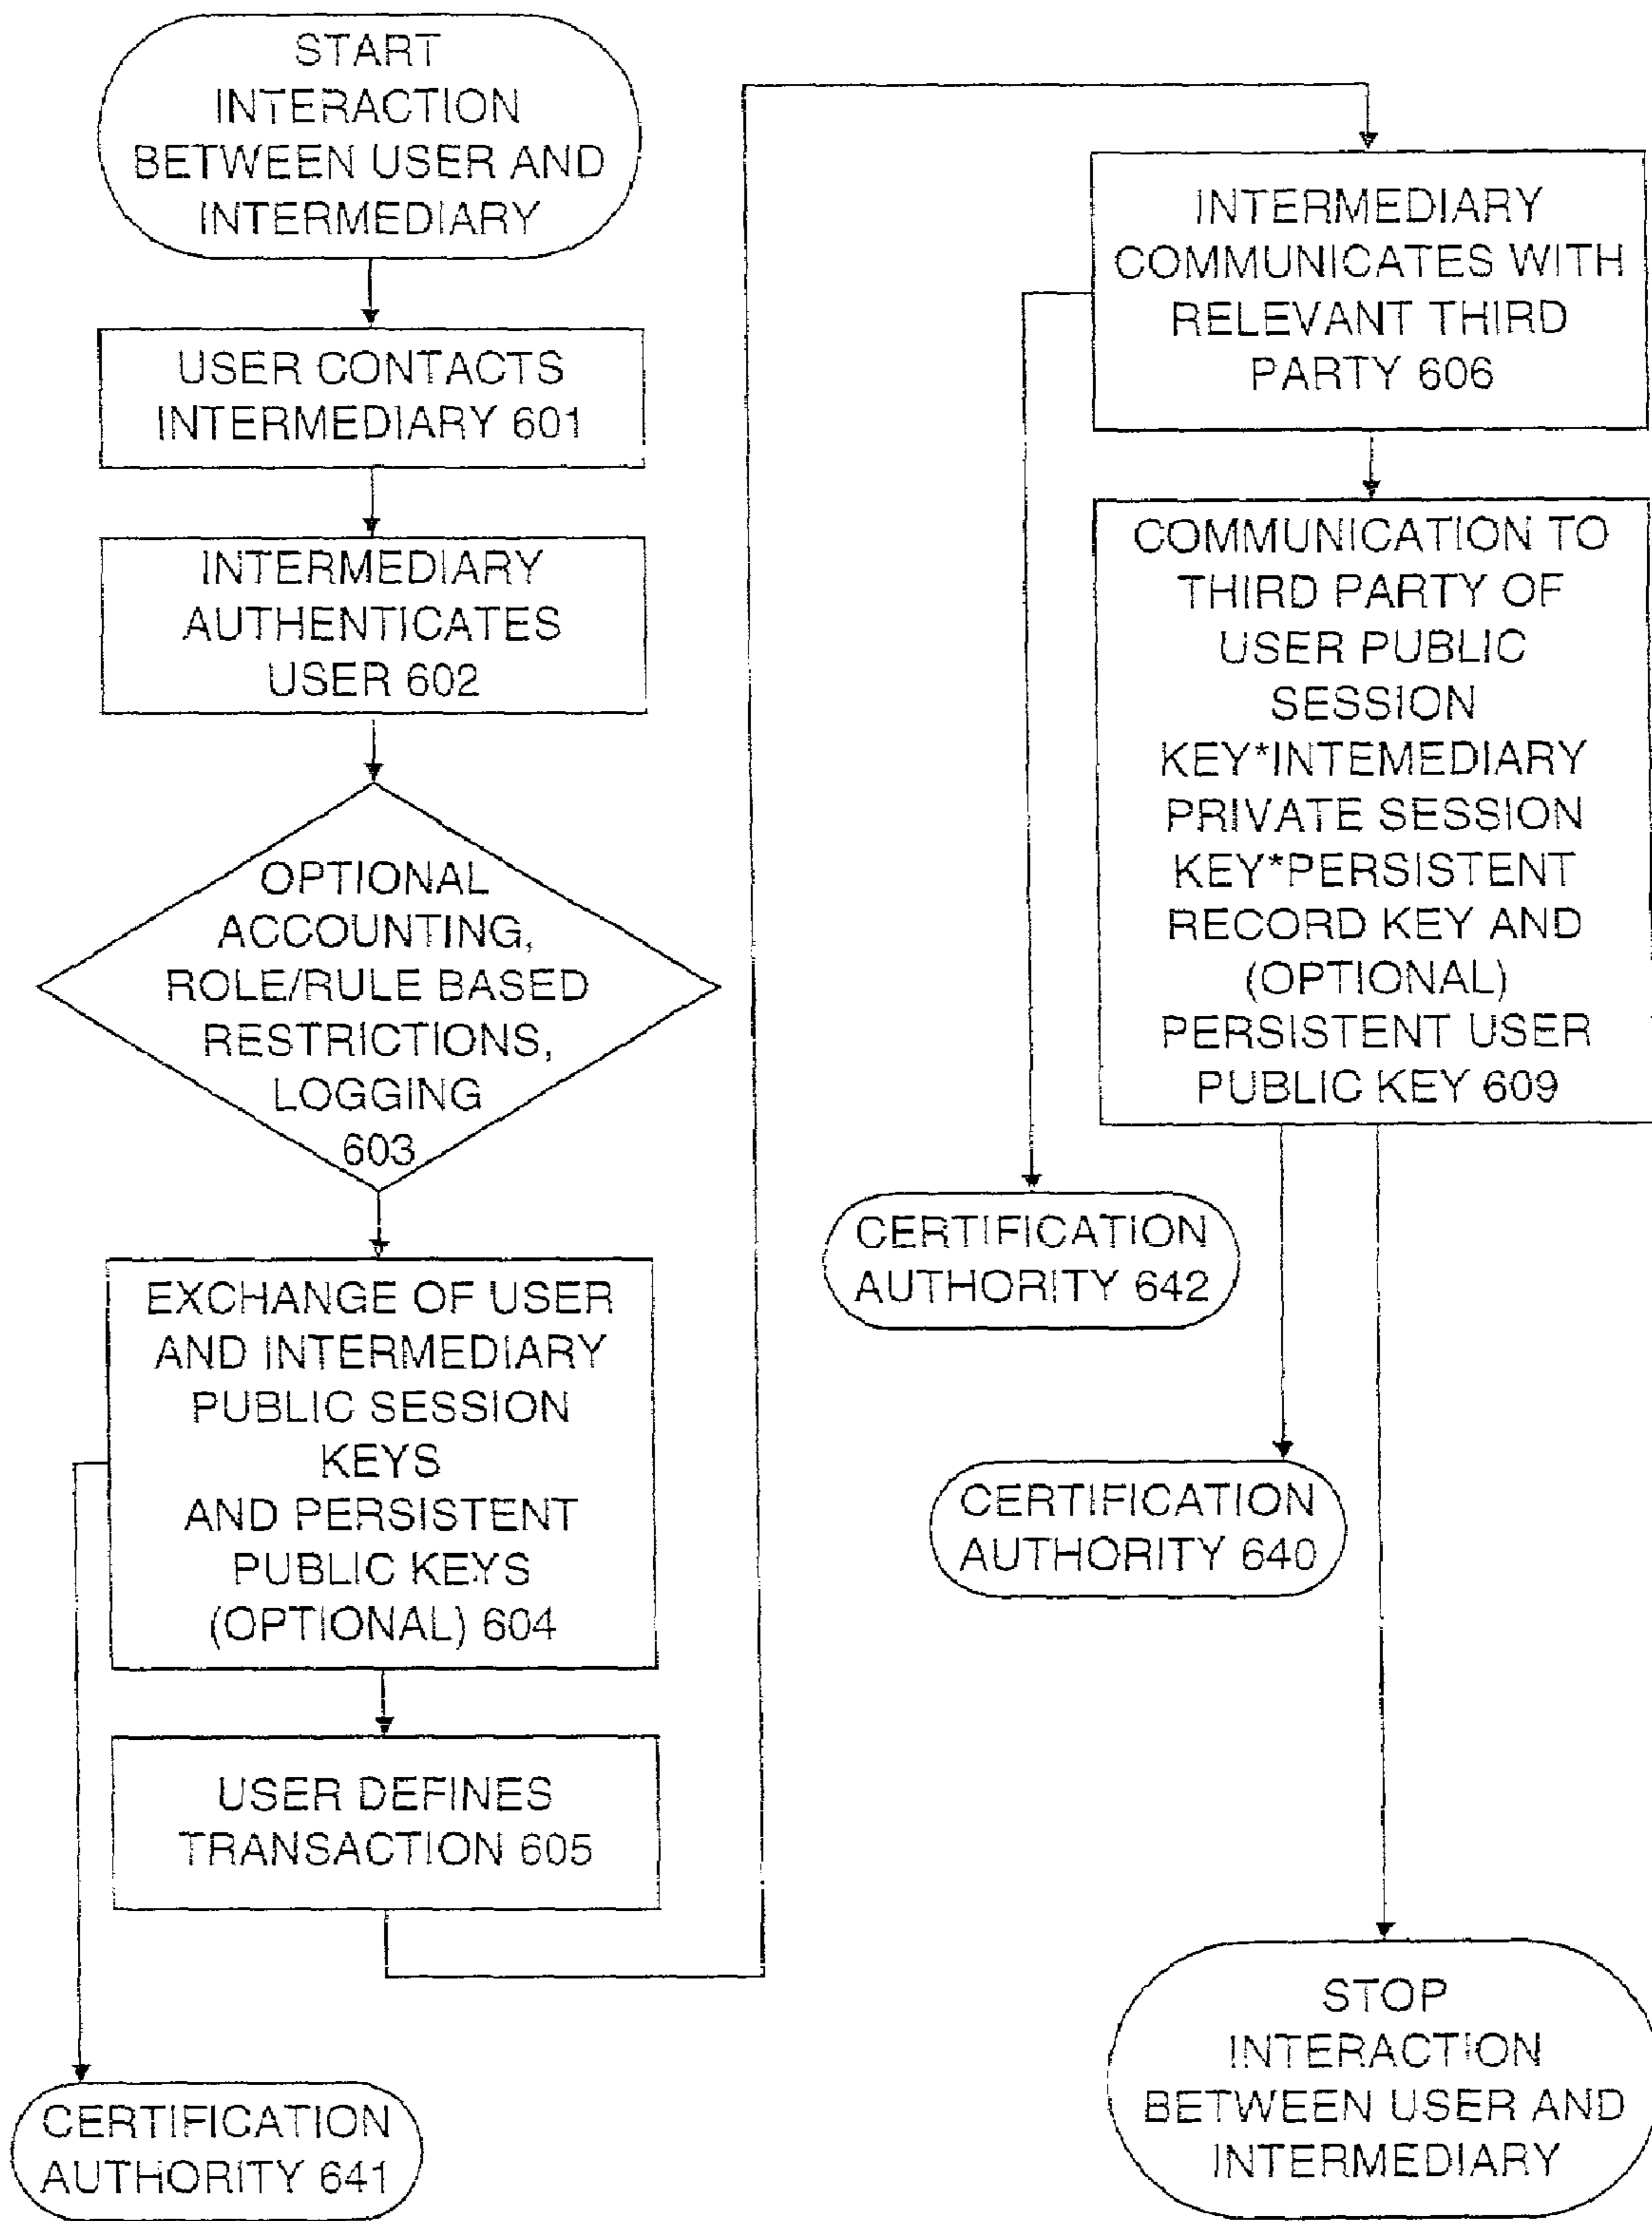 START
INTERACTION
BETWEEN USER AND
INTERMEDIARY
USER CONTACTS
INTERMEDIARY 601
INTERMEDIARY
AUTHENTICATES
USER 602
OPTIONAL
ACCOUNTING,
ROLE/RULE BASED
RESTRICTIONS,
LOGGING
603
EXCHANGE OF USER
AND INTERMEDIARY
PUBLIC SESSION
KEYS
AND PERSISTENT
PUBLIC KEYS
(OPTIONAL) 604
USER DEFINES
TRANSACTION 605
CERTIFICATION
AUTHORITY 641
INTERMEDIARY
COMMUNICATES WITH
RELEVANT THIRD
PARTY 606
COMMUNICATION TO
THIRD PARTY OF
USER PUBLIC
SESSION
KEY*INTEMEDIARY
PRIVATE SESSION
KEY*PERSISTENT
RECORD KEY AND
(OPTIONAL)
PERSISTENT USER
PUBLIC KEY 609
CERTIFICATION
AUTHORITY 642
CERTIFICATION
AUTHORITY 640
STOP
INTERACTION
BETWEEN USER AND
INTERMEDIARY